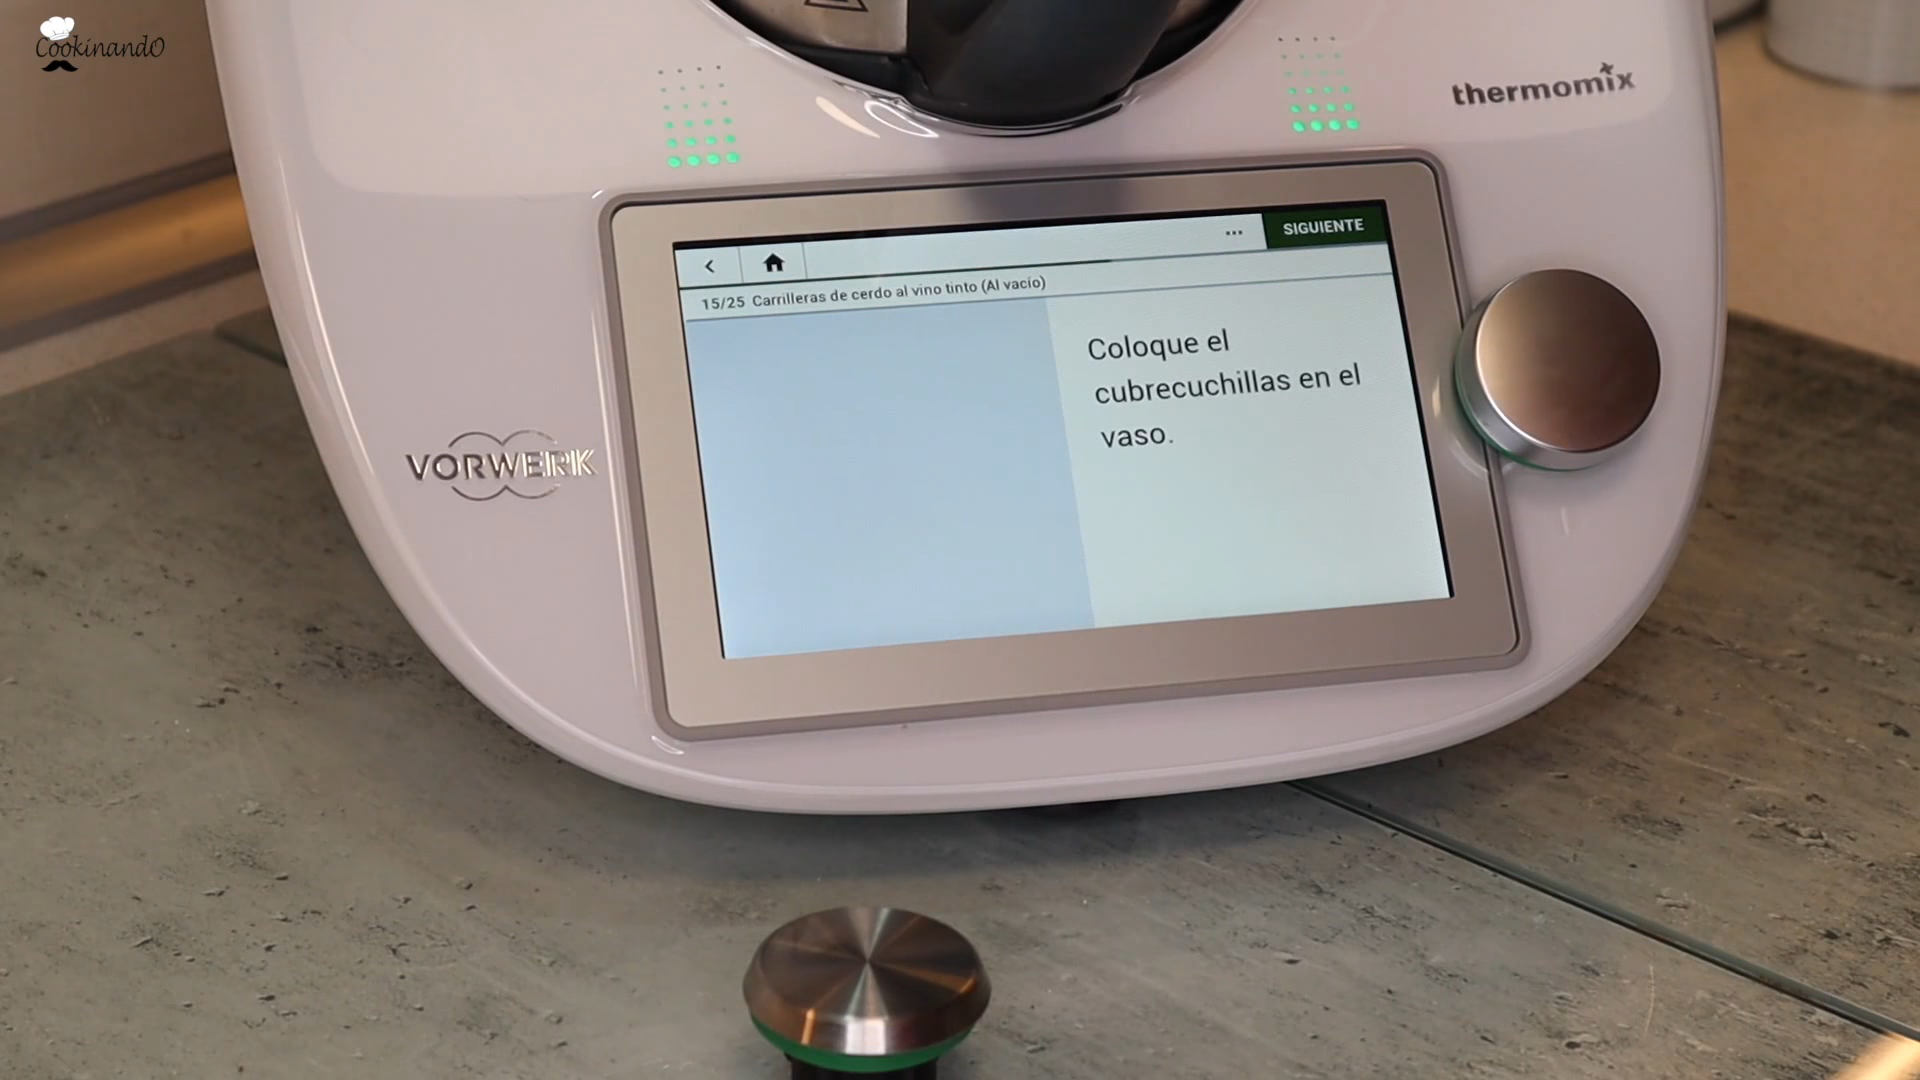 CookinandO
thermomix
SIGUIENTE
15/25 Carrilleras de cerdo al vino tinto (Al vacío)
Coloque el
cubrecuchillas en el
vaso.
VORWERK